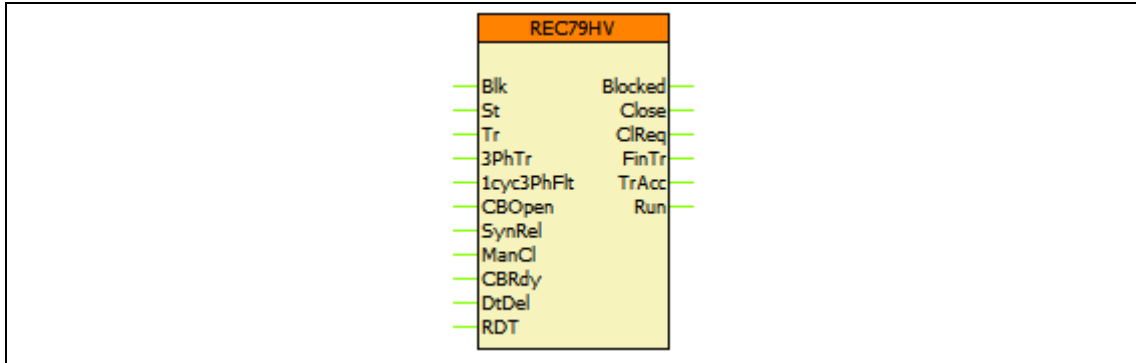 REC79HV
Blk Blocked
St Close
Tr ClReq
3PhTr FinTr
1cyc3PhFlt TrAcc
CBOpen Run
SynRel
ManCl
CBRdy
DtDel
RDT